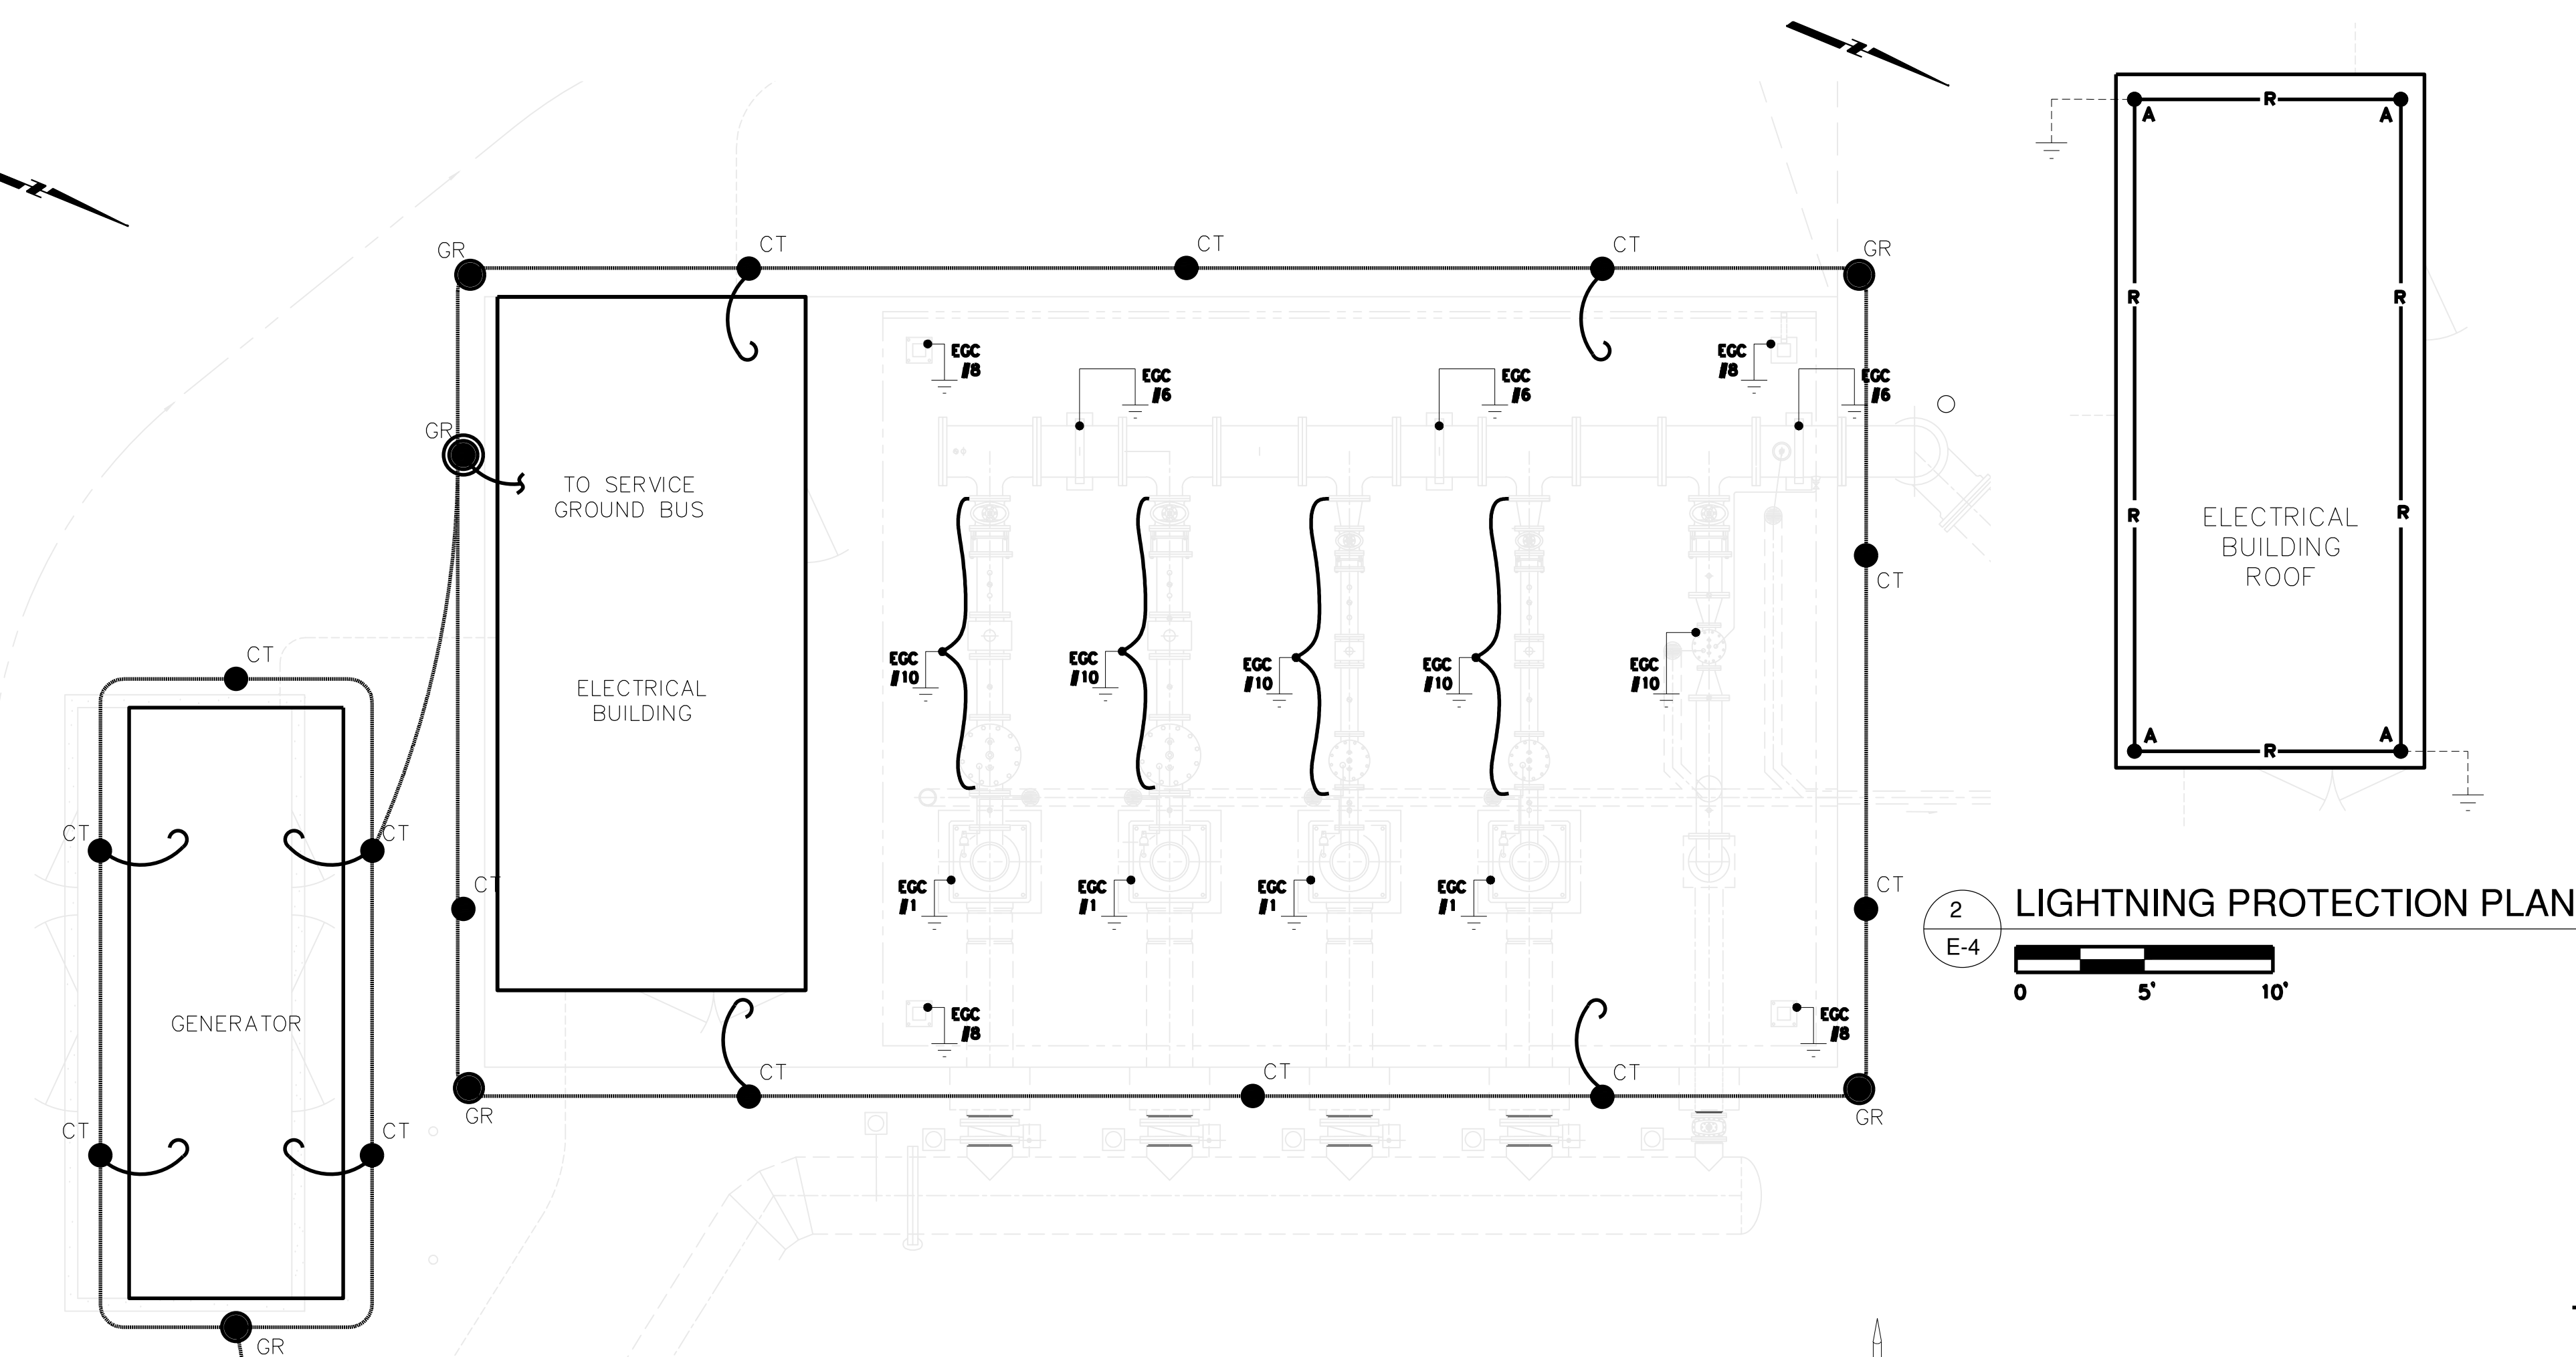 GR
CT
CT
CT
GR
EGC
#8
EGC
#6
EGC
#6
EGC
#8
EGC
#6
GR
TO SERVICE
GROUND BUS
CT
CT
ELECTRICAL
BUILDING
EGC
#10
EGC
#10
EGC
#10
EGC
#10
EGC
#10
CT
CT
CT
EGC
#1
EGC
#1
EGC
#1
EGC
#1
CT
GENERATOR
EGC
#8
EGC
#8
CT
CT
CT
CT
CT
GR
GR
GR
R
A
A
R
R
R
R
ELECTRICAL
BUILDING
ROOF
A
R
A
2
E-4
LIGHTNING PROTECTION PLAN
0
5'
10'